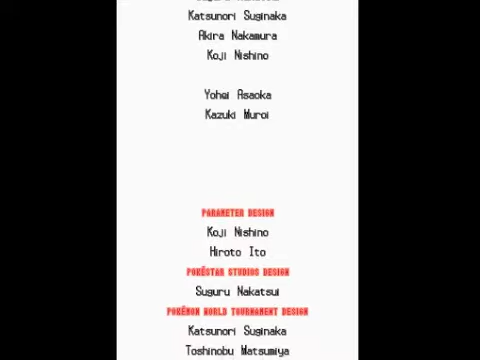 Katsunori Suginaka
Akira Nakamura
Koji Nishino
Yohei Asaoka
Kazuki Muroi
PARAMETER DESIGN
Koji Nishino
Hiroto Ito
POKÉSTAR STUDIOS DESIGN
Suguru Nakatsui
POKÉMON WORLD TOURNAMENT DESIGN
Katsunori Suginaka
Toshinobu Matsumiya